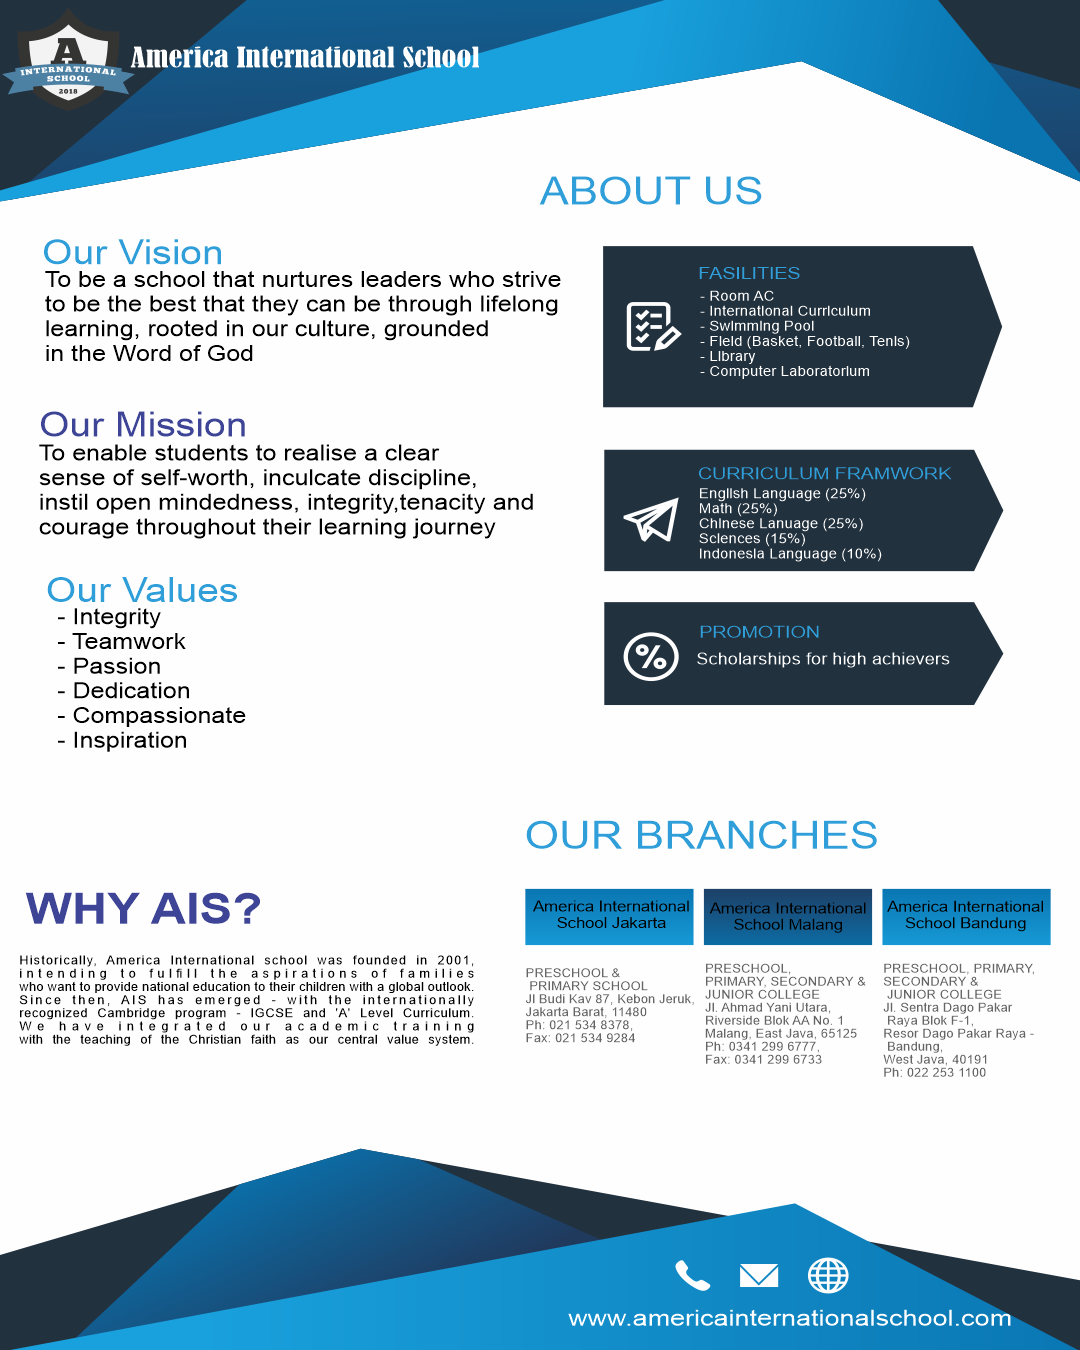 A
INTERNATIONAL
SCHOOL
2018
America International School
ABOUT US
Our Vision
To be a school that nurtures leaders who strive
to be the best that they can be through lifelong
learning, rooted in our culture, grounded
in the Word of God
Our Mission
To enable students to realise a clear
sense of self-worth, inculcate discipline,
instil open mindedness, integrity,tenacity and
courage throughout their learning journey
Our Values
- Integrity
- Teamwork
- Passion
- Dedication
- Compassionate
- Inspiration
FASILITIES
- Room AC
- International Curriculum
- Swimming Pool
- Field (Basket, Football, Tenis)
- Library
- Computer Laboratorium
CURRICULUM FRAMWORK
English Language (25%)
Math (25%)
Chinese Lanuage (25%)
Sciences (15%)
Indonesia Language (10%)
PROMOTION
Scholarships for high achievers
WHY AIS?
Historically, America International school was founded in 2001,
intending to fulfill the aspirations of families
who want to provide national education to their children with a global outlook.
Since then, AIS has emerged - with the internationally
recognized Cambridge program - IGCSE and 'A' Level Curriculum.
We have integrated our academic training
with the teaching of the Christian faith as our central value system.
OUR BRANCHES
America International
School Jakarta
PRESCHOOL &
PRIMARY SCHOOL
Jl Budi Kav 87, Kebon Jeruk,
Jakarta Barat, 11480
Ph: 021 534 8378,
Fax: 021 534 9284
America International
School Malang
PRESCHOOL,
PRIMARY, SECONDARY &
JUNIOR COLLEGE
Jl. Ahmad Yani Utara,
Riverside Blok AA No. 1
Malang, East Java, 65125
Ph: 0341 299 6777,
Fax: 0341 299 6733
America International
School Bandung
PRESCHOOL, PRIMARY,
SECONDARY &
JUNIOR COLLEGE
Jl. Sentra Dago Pakar
Raya Blok F-1,
Resor Dago Pakar Raya -
Bandung,
West Java, 40191
Ph: 022 253 1100
www.americainternationalschool.com